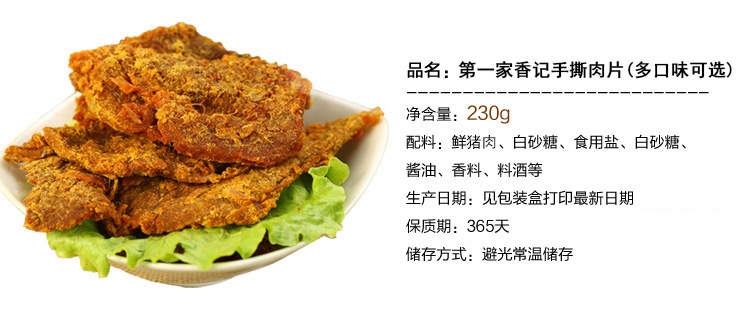 品名：第一家香记手撕肉片(多口味可选)
净含量：230g
配料：鲜猪肉、白砂糖、食用盐、白砂糖、
酱油、香料、料酒等
生产日期：见包装盒打印最新日期
保质期：365天
储存方式：避光常温储存